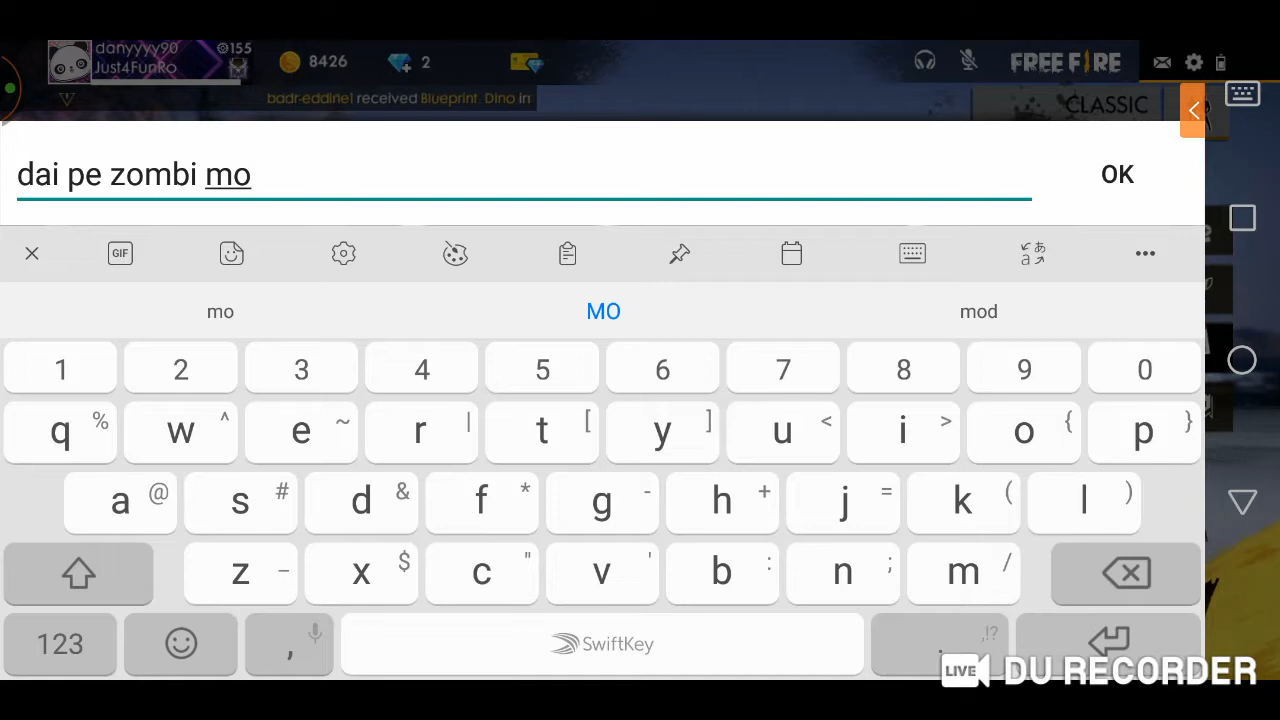 danyyyy90 155
Just4FunRo
8426
2
FREE FIRE
badr-eddine1 received Blueprint: Dino
CLASSIC
dai pe zombi mo
OK
GIF
a あ
mo MO mod
1 2 3 4 5 6 7 8 9 0
q % w ^ e ~ r | t [ y ] u < i > o { p }
a @ s # d & f * g - h + j = k ( l )
z _ x $ c " v ' b : n ; m /
123 , SwiftKey . ,!?
LIVE DU RECORDER